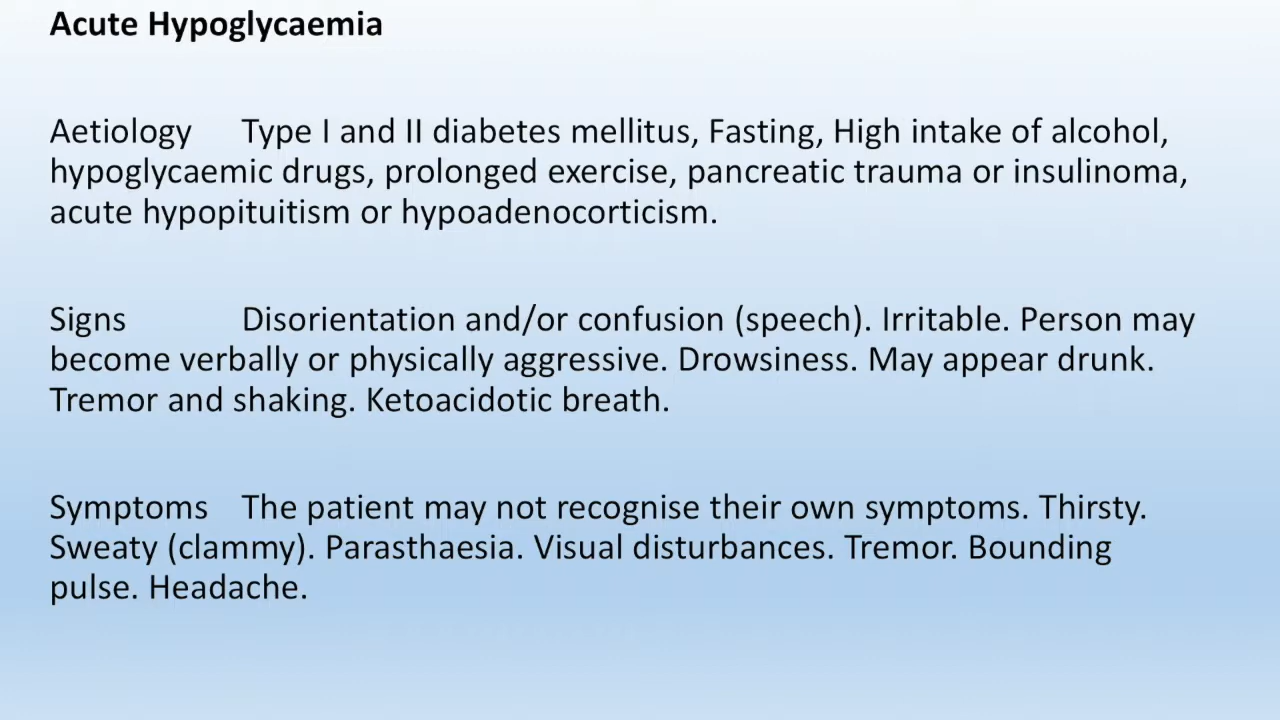 Acute Hypoglycaemia
Aetiology Type I and II diabetes mellitus, Fasting, High intake of alcohol,
hypoglycaemic drugs, prolonged exercise, pancreatic trauma or insulinoma,
acute hypopituitism or hypoadenocorticism.
Signs Disorientation and/or confusion (speech). Irritable. Person may
become verbally or physically aggressive. Drowsiness. May appear drunk.
Tremor and shaking. Ketoacidotic breath.
Symptoms The patient may not recognise their own symptoms. Thirsty.
Sweaty (clammy). Parasthaesia. Visual disturbances. Tremor. Bounding
pulse. Headache.